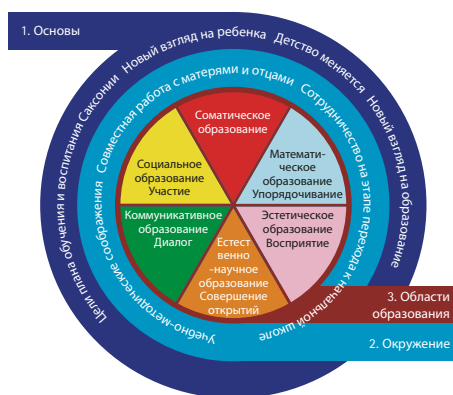 1. Основы
Цели плана обучения и воспитания Саксонии
Новый взгляд на ребенка
Детство меняется
Новый взгляд на образование
Учебно-методические соображения
Совместная работа с матерями и отцами
Сотрудничество на этапе перехода к начальной школе
Соматическое
образование
Социальное
образование
Участие
Математи-
ческое
образование
Упорядочивание
Коммуникативное
образование
Диалог
Эстетическое
образование
Восприятие
Естест
венно
-научное
образование
Совершение
открытий
3. Области
образования
2. Окружение